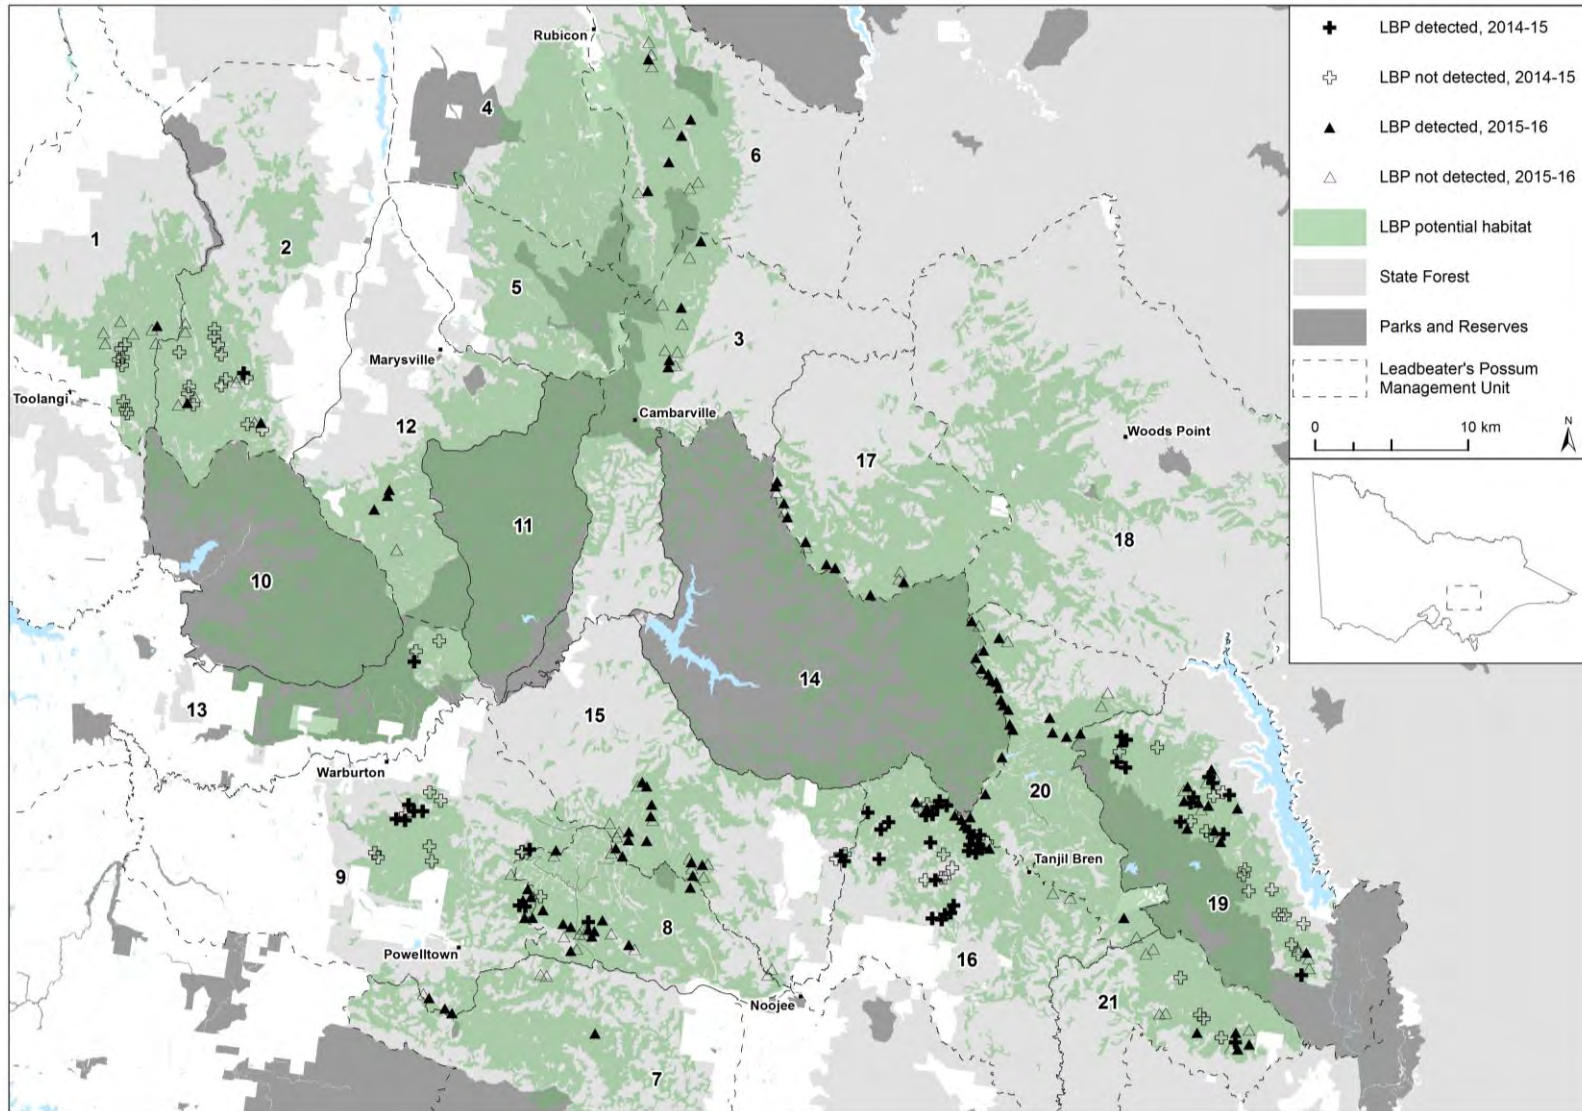 LBP detected, 2014-15
LBP not detected, 2014-15
LBP detected, 2015-16
LBP not detected, 2015-16
LBP potential habitat
State Forest
Parks and Reserves
Leadbeater's Possum
Management Unit
N
0 10 km
Rubicon
4
6
1
2
5
3
Marysville
Toolangi
12
Cambarville
Woods Point
17
11
18
10
14
13
15
Warburton
20
Tanjil Bren
9
19
8
Powelltown
16
Noojee
21
7